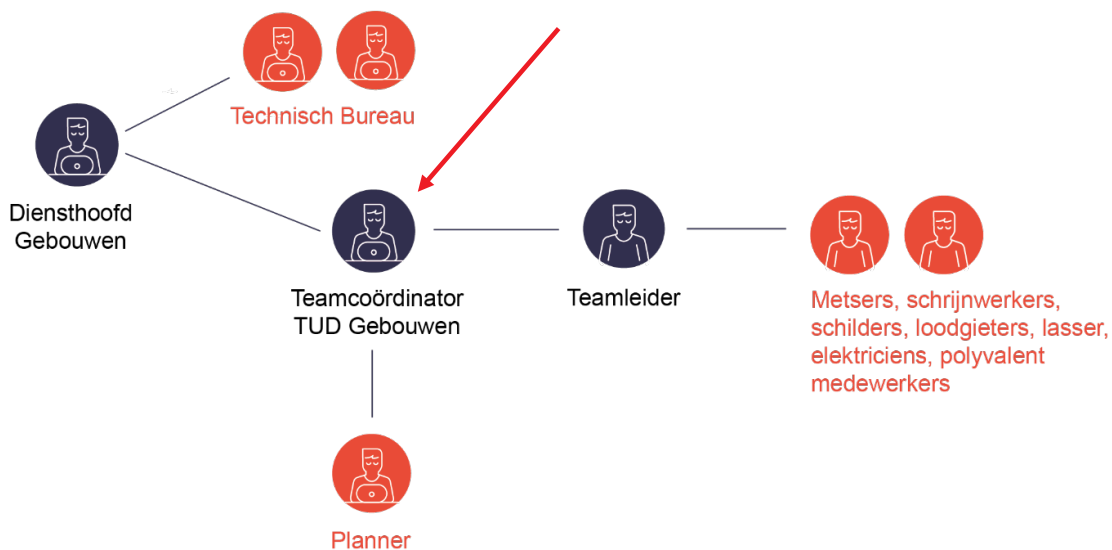 Technisch Bureau
Diensthoofd
Gebouwen
Teamcoördinator
TUD Gebouwen
Teamleider
Metsers, schrijnwerkers,
schilders, loodgieters, lasser,
elektriciens, polyvalent
medewerkers
Planner